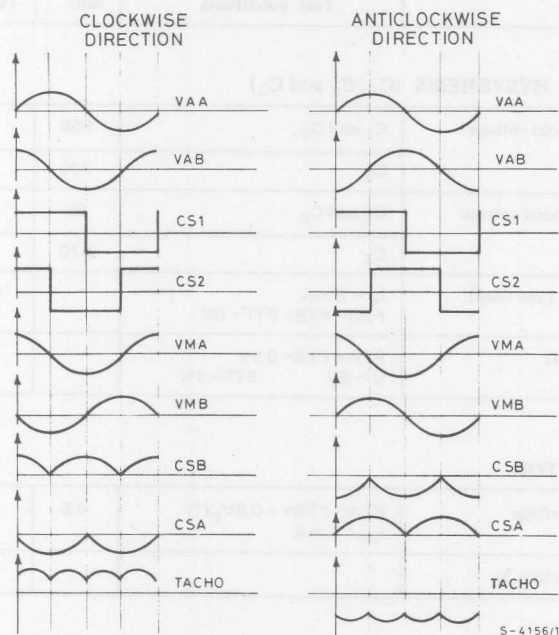 CLOCKWISE
DIRECTION
VAA
VAB
CS1
CS2
VMA
VMB
CSB
CSA
TACHO
ANTICLOCKWISE
DIRECTION
VAA
VAB
CS1
CS2
VMA
VMB
CSB
CSA
TACHO
S-4156/1